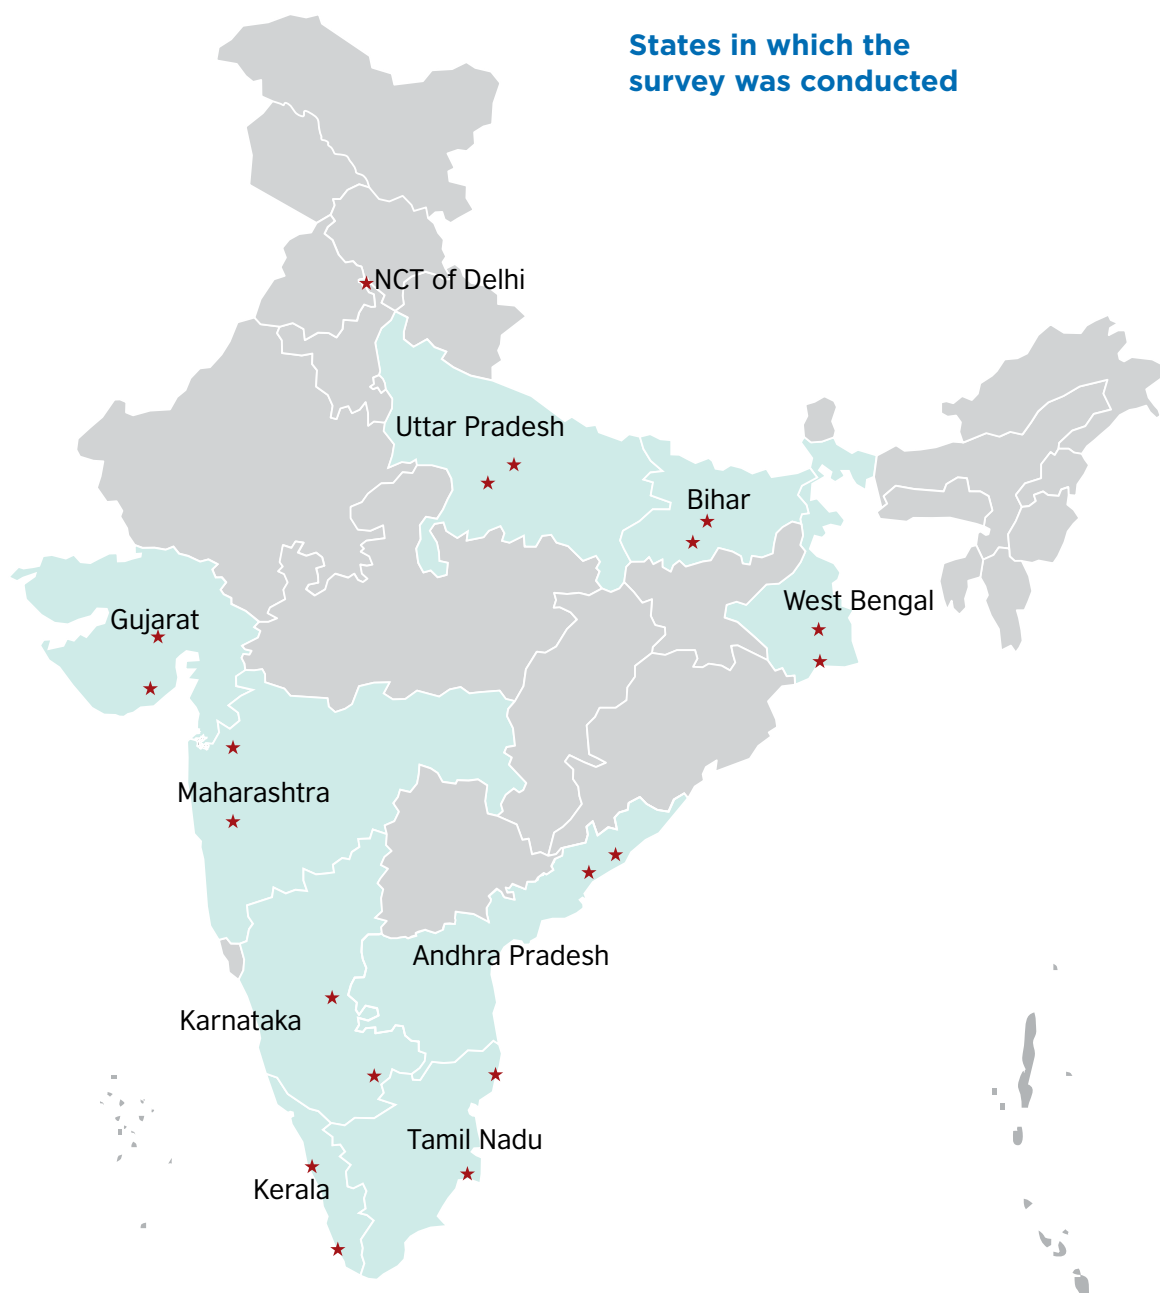 States in which the
survey was conducted
NCT of Delhi
Uttar Pradesh
Bihar
West Bengal
Gujarat
Maharashtra
Andhra Pradesh
Karnataka
Tamil Nadu
Kerala